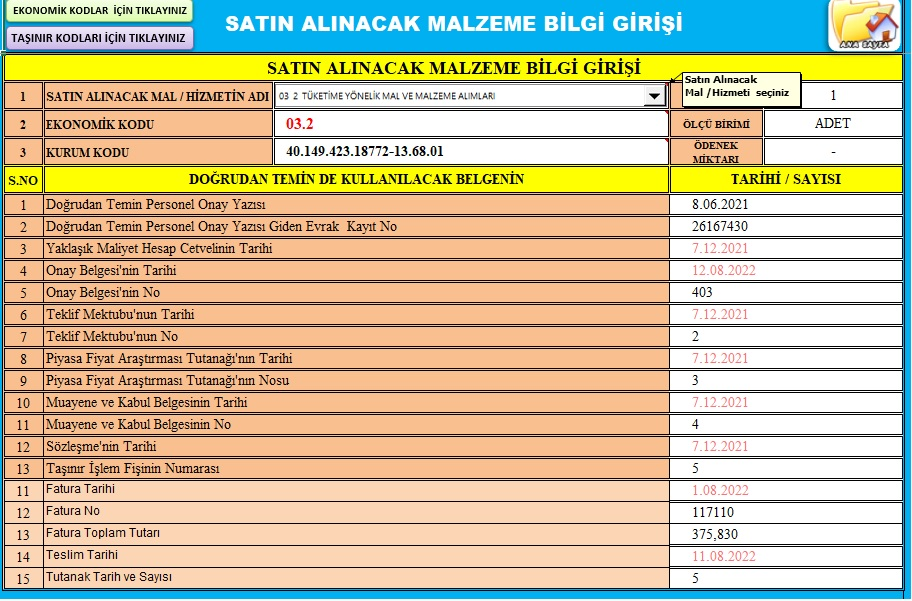 EKONOMİK KODLAR İÇİN TIKLAYINIZ
TAŞINIR KODLARI İÇİN TIKLAYINIZ
SATIN ALINACAK MALZEME BİLGİ GİRİŞİ
ANA SAYFA
SATIN ALINACAK MALZEME BİLGİ GİRİŞİ
1 SATIN ALINACAK MAL / HİZMETİN ADI 03 2 TÜKETİME YÖNELİK MAL VE MALZEME ALIMLARI 1
Satın Alınacak
Mal /Hizmeti seçiniz
2 EKONOMİK KODU 03.2 ÖLÇÜ BİRİMİ ADET
3 KURUM KODU 40.149.423.18772-13.68.01 ÖDENEK MİKTARI -
S.NO DOĞRUDAN TEMİN DE KULLANILACAK BELGENİN TARİHİ / SAYISI
1 Doğrudan Temin Personel Onay Yazısı 8.06.2021
2 Doğrudan Temin Personel Onay Yazısı Giden Evrak Kayıt No 26167430
3 Yaklaşık Maliyet Hesap Cetvelinin Tarihi 7.12.2021
4 Onay Belgesi'nin Tarihi 12.08.2022
5 Onay Belgesi'nin No 403
6 Teklif Mektubu'nun Tarihi 7.12.2021
7 Teklif Mektubu'nun No 2
8 Piyasa Fiyat Araştırması Tutanağı'nın Tarihi 7.12.2021
9 Piyasa Fiyat Araştırması Tutanağı'nın Nosu 3
10 Muayene ve Kabul Belgesinin Tarihi 7.12.2021
11 Muayene ve Kabul Belgesinin No 4
12 Sözleşme'nin Tarihi 7.12.2021
13 Taşınır İşlem Fişinin Numarası 5
11 Fatura Tarihi 1.08.2022
12 Fatura No 117110
13 Fatura Toplam Tutarı 375,830
14 Teslim Tarihi 11.08.2022
15 Tutanak Tarih ve Sayısı 5